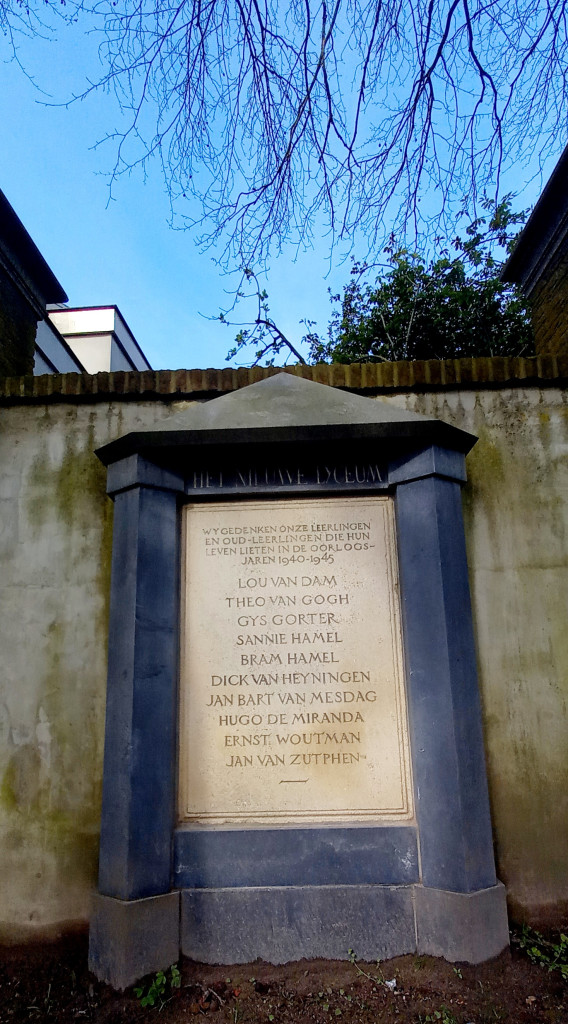 HET NIEUWE LYCEUM
WY GEDENKEN ONZE LEERLINGEN
EN OUD-LEERLINGEN DIE HUN
LEVEN LIETEN IN DE OORLOGS-
JAREN 1940-1945
LOU VAN DAM
THEO VAN GOGH
GYS GORTER
SANNIE HAMEL
BRAM HAMEL
DICK VAN HEYNINGEN
JAN BART VAN MESDAG
HUGO DE MIRANDA
ERNST WOUTMAN
JAN VAN ZUTPHEN